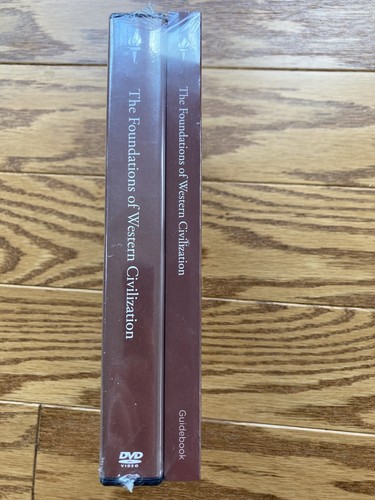 The Foundations of Western Civilization
DVD
VIDEO
The Foundations of Western Civilization
Guidebook